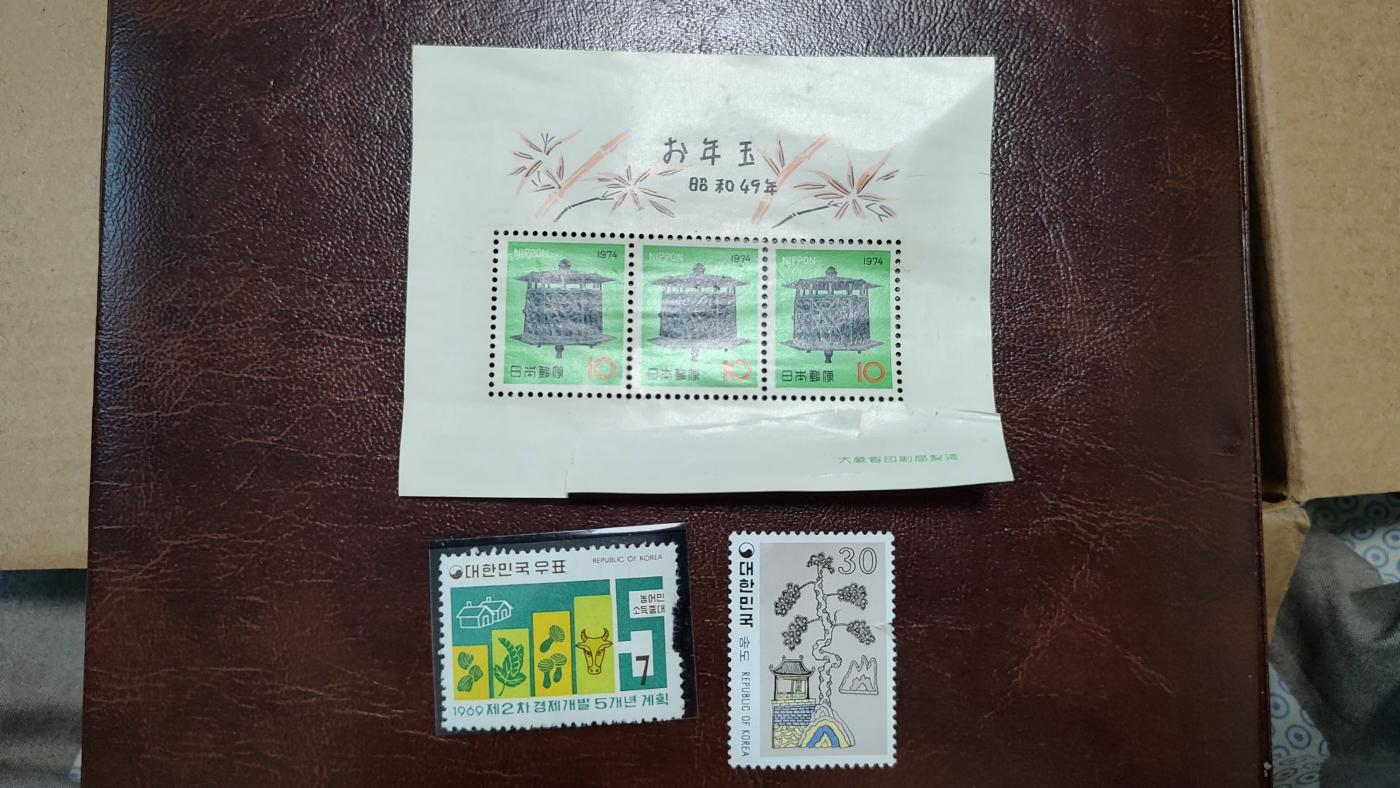 お年玉
昭和49年
NIPPON 1974
日本郵便 10
NIPPON 1974
日本郵便 10
NIPPON 1974
日本郵便 10
大蔵省印刷局製造
대한민국우표
REPUBLIC OF KOREA
5
농어민
소득증대
7
1969 제2차 경제개발 5개년 계획
30
대한민국
송도
REPUBLIC OF KOREA